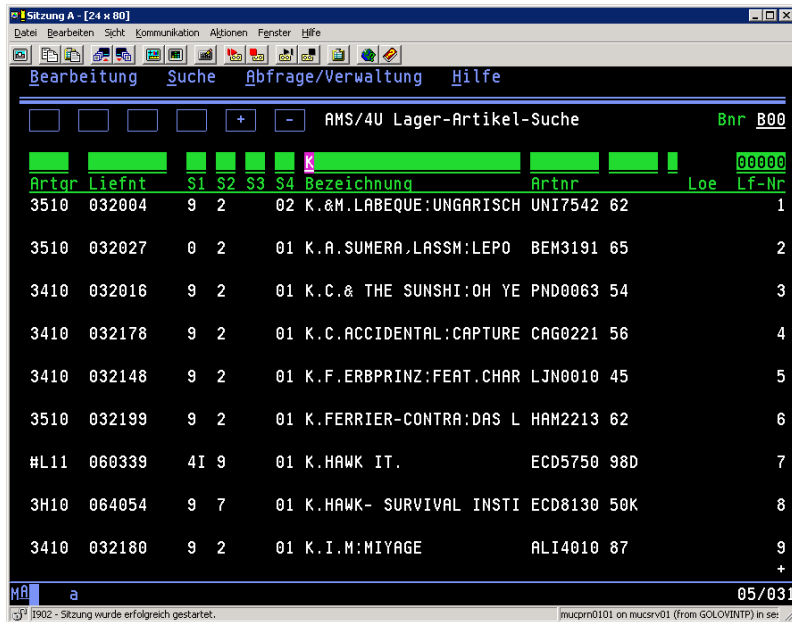 Sitzung A - [24 x 80]
Datei Bearbeiten Sicht Kommunikation Aktionen Fenster Hilfe
Bearbeitung Suche Abfrage/Verwaltung Hilfe
+ - AMS/4U Lager-Artikel-Suche Bnr B00
K 00000
Artgr Liefnt S1 S2 S3 S4 Bezeichnung Artnr Loe Lf-Nr
3510 032004 9 2 02 K.&M.LABEQUE:UNGARISCH UNI7542 62 1
3510 032027 0 2 01 K.A.SUMERA,LASSM:LEPO BEM3191 65 2
3410 032016 9 2 01 K.C.& THE SUNSHI:OH YE PND0063 54 3
3410 032178 9 2 01 K.C.ACCIDENTAL:CAPTURE CAG0221 56 4
3410 032148 9 2 01 K.F.ERBPRINZ:FEAT.CHAR LJN0010 45 5
3510 032199 9 2 01 K.FERRIER-CONTRA:DAS L HAM2213 62 6
#L11 060339 4I 9 01 K.HAWK IT. ECD5750 98D 7
3H10 064054 9 7 01 K.HAWK- SURVIVAL INSTI ECD8130 50K 8
3410 032180 9 2 01 K.I.M:MIYAGE ALI4010 87 9
+
MA a 05/031
I902 - Sitzung wurde erfolgreich gestartet. mucprn0101 on mucsrv01 (from GOLOVINTP) in se: